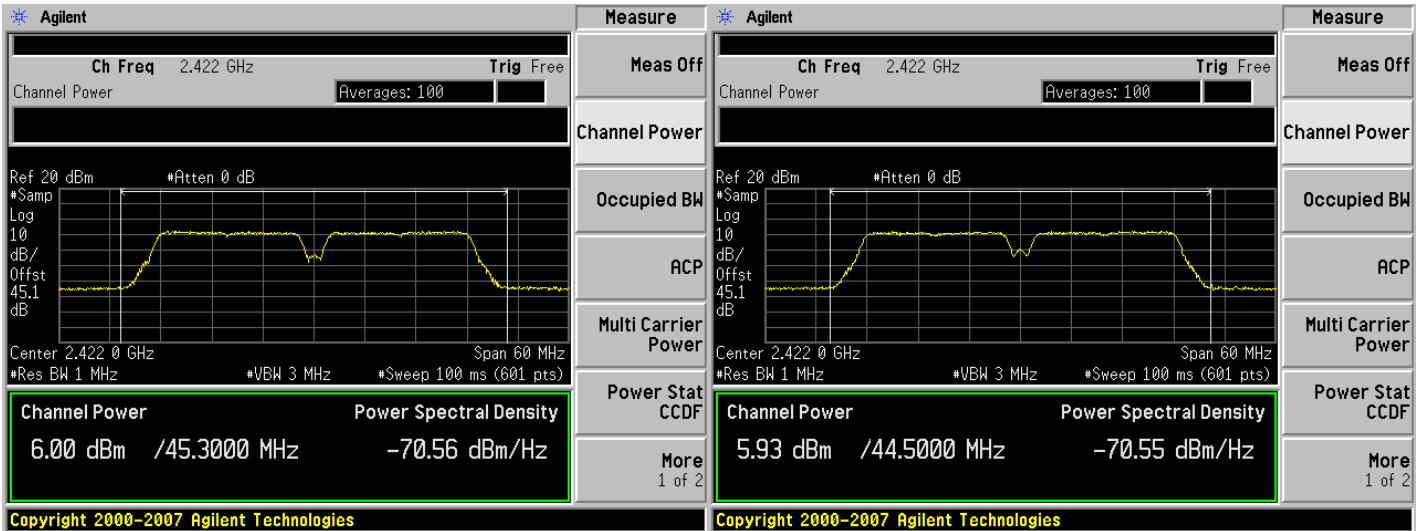 Agilent
Measure
Ch Freq 2.422 GHz
Trig Free
Meas Off
Channel Power
Averages: 100
Channel Power
Ref 20 dBm
#Atten 0 dB
#Samp
Log
10
dB/
Offst
45.1
dB
Occupied BW
ACP
Multi Carrier
Power
Center 2.422 0 GHz
Span 60 MHz
#Res BW 1 MHz
#VBW 3 MHz
#Sweep 100 ms (601 pts)
Power Stat
CCDF
Channel Power
Power Spectral Density
6.00 dBm /45.3000 MHz
-70.56 dBm/Hz
More
1 of 2
Copyright 2000-2007 Agilent Technologies
Agilent
Measure
Ch Freq 2.422 GHz
Trig Free
Meas Off
Channel Power
Averages: 100
Channel Power
Ref 20 dBm
#Atten 0 dB
#Samp
Log
10
dB/
Offst
45.1
dB
Occupied BW
ACP
Multi Carrier
Power
Center 2.422 0 GHz
Span 60 MHz
#Res BW 1 MHz
#VBW 3 MHz
#Sweep 100 ms (601 pts)
Power Stat
CCDF
Channel Power
Power Spectral Density
5.93 dBm /44.5000 MHz
-70.55 dBm/Hz
More
1 of 2
Copyright 2000-2007 Agilent Technologies